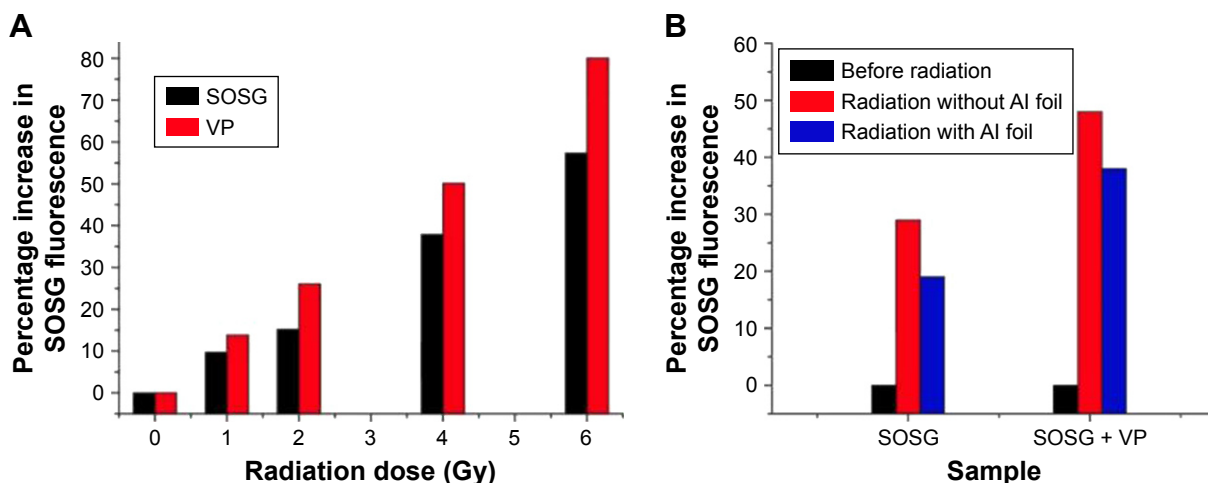 A
Percentage increase in
SOSG fluorescence
80
70
60
50
40
30
20
10
0
SOSG
VP
0 1 2 3 4 5 6
Radiation dose (Gy)
B
Percentage increase in
SOSG fluorescence
60
50
40
30
20
10
0
Before radiation
Radiation without Al foil
Radiation with Al foil
SOSG SOSG + VP
Sample